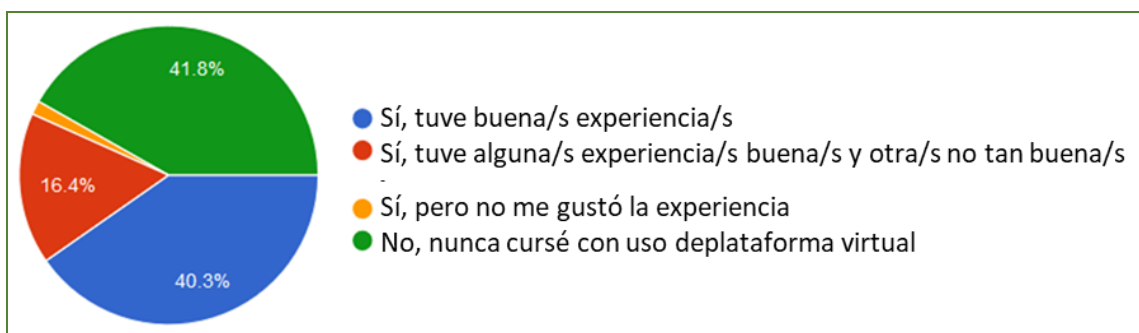 41.8%
16.4%
40.3%
Sí, tuve buena/s experiencia/s
Sí, tuve alguna/s experiencia/s buena/s y otra/s no tan buena/s
Sí, pero no me gustó la experiencia
No, nunca cursé con uso deplataforma virtual